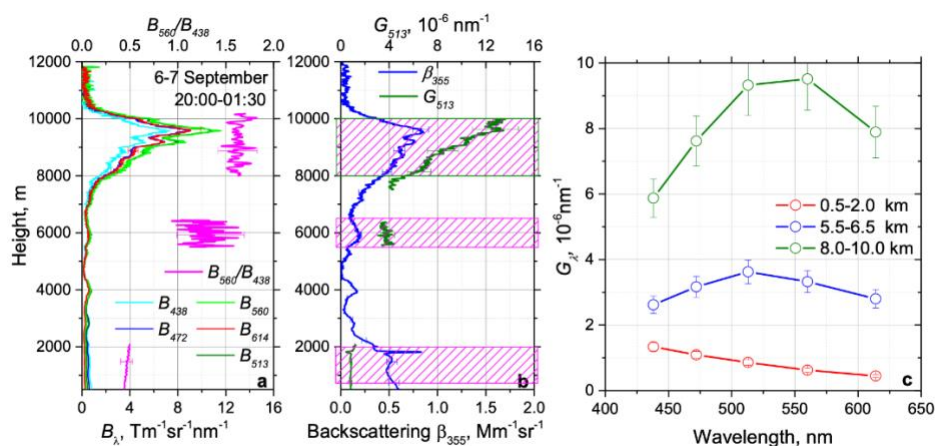 B560/B438
0.0 0.6 1.2 1.8
12000
10000
8000
6000
4000
2000
Height, m
6-7 September
20:00-01:30
B560/B438
B438 B560
B472 B614
B513
a
0 4 8 12 16
Bλ, Tm-1sr-1nm-1
G513, 10-6 nm-1
0 4 8 12 16
12000
10000
8000
6000
4000
2000
β355
G513
b
0.0 0.5 1.0 1.5 2.0
Backscattering β355, Mm-1sr-1
10
8
6
4
2
0
Gλ, 10-6nm-1
0.5-2.0 km
5.5-6.5 km
8.0-10.0 km
c
400 450 500 550 600 650
Wavelength, nm